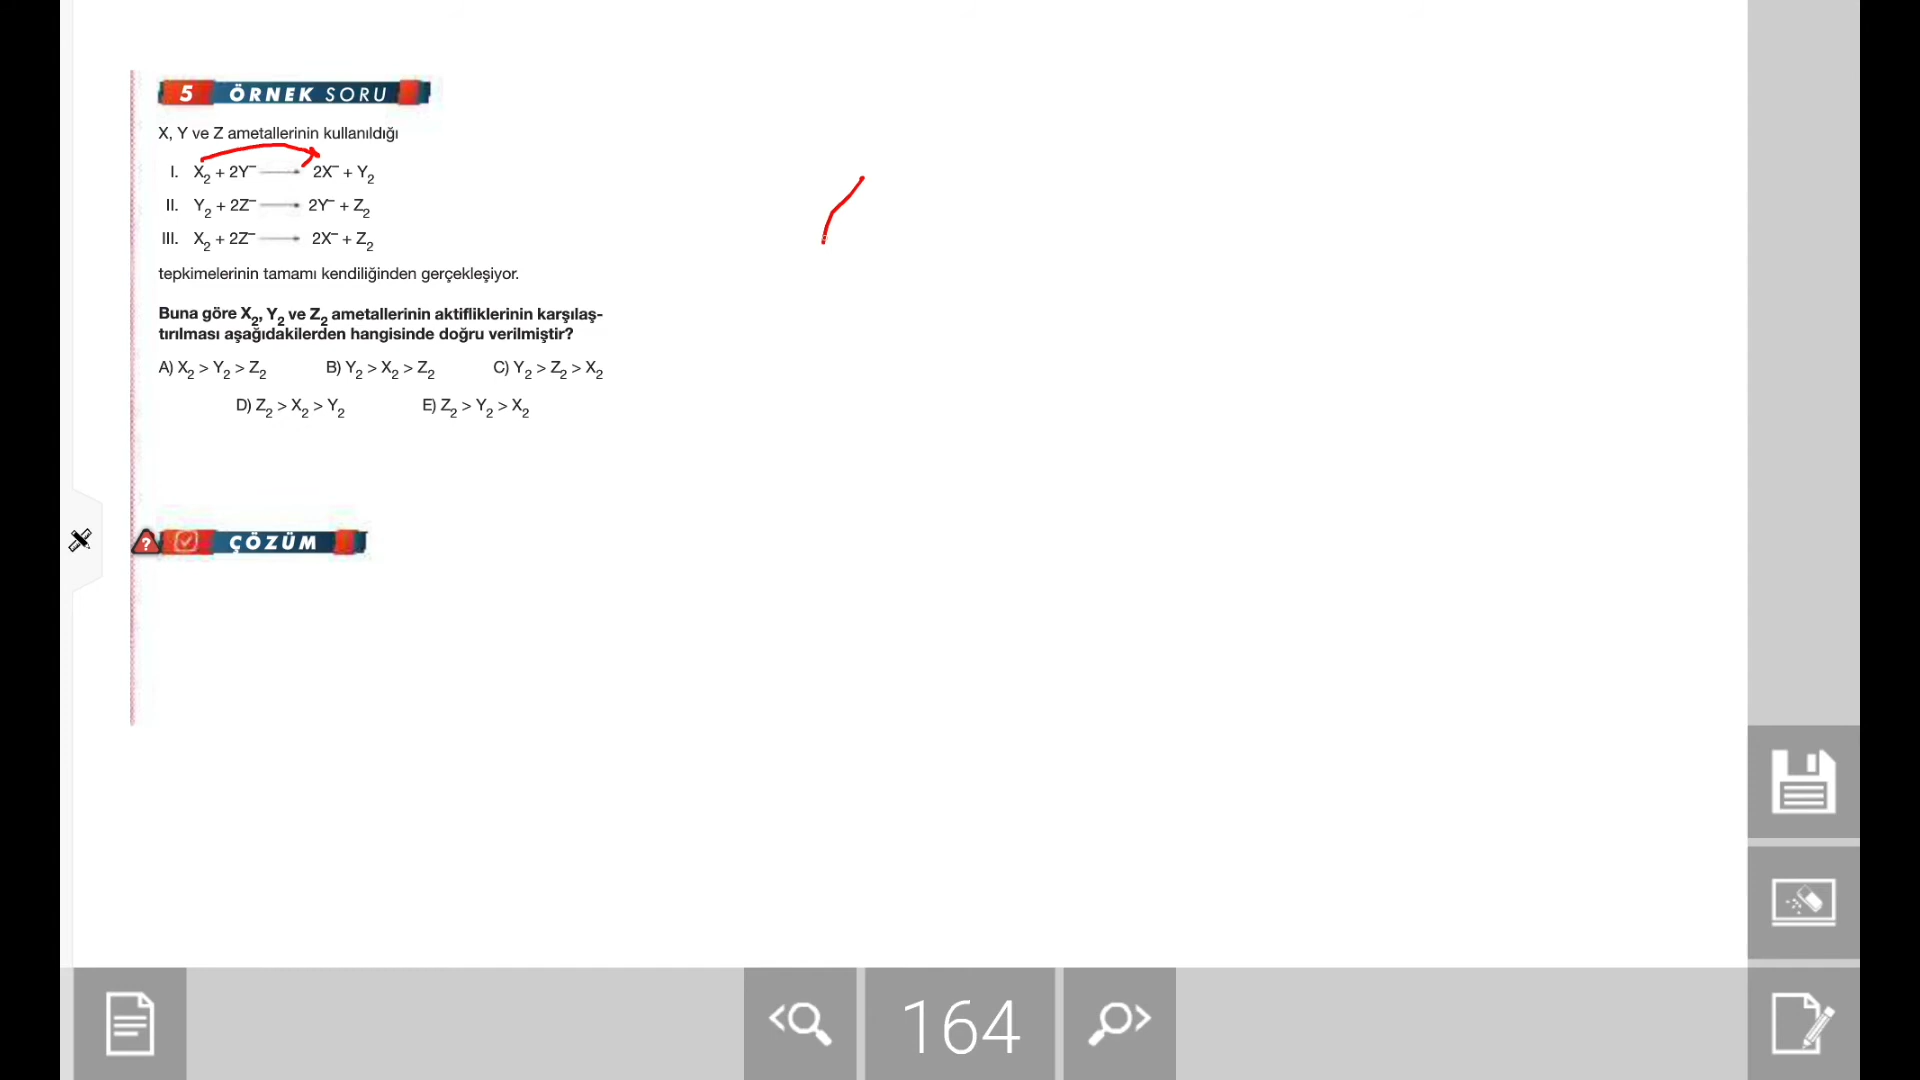 5 ÖRNEK SORU
X, Y ve Z ametallerinin kullanıldığı
I. X₂ + 2Y⁻ ⟶ 2X⁻ + Y₂
II. Y₂ + 2Z⁻ ⟶ 2Y⁻ + Z₂
III. X₂ + 2Z⁻ ⟶ 2X⁻ + Z₂
tepkimelerinin tamamı kendiliğinden gerçekleşiyor.
Buna göre X₂, Y₂ ve Z₂ ametallerinin aktifliklerinin karşılaş-
tırılması aşağıdakilerden hangisinde doğru verilmiştir?
A) X₂ > Y₂ > Z₂ B) Y₂ > X₂ > Z₂ C) Y₂ > Z₂ > X₂
D) Z₂ > X₂ > Y₂ E) Z₂ > Y₂ > X₂
? ÇÖZÜM
164